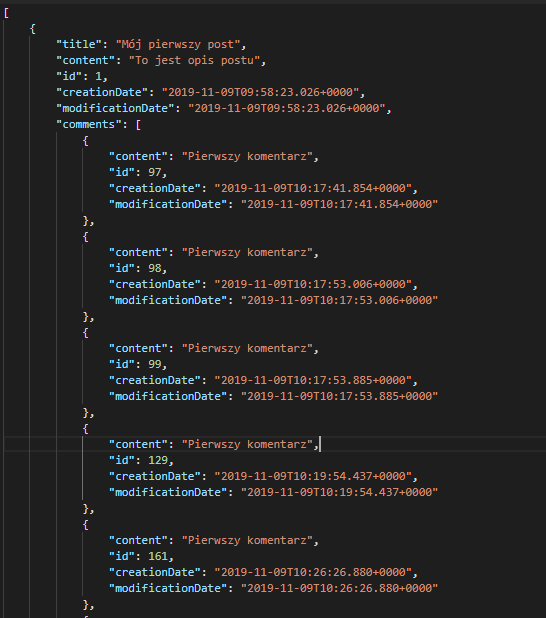 [
{
"title": "Mój pierwszy post",
"content": "To jest opis postu",
"id": 1,
"creationDate": "2019-11-09T09:58:23.026+0000",
"modificationDate": "2019-11-09T09:58:23.026+0000",
"comments": [
{
"content": "Pierwszy komentarz",
"id": 97,
"creationDate": "2019-11-09T10:17:41.854+0000",
"modificationDate": "2019-11-09T10:17:41.854+0000"
},
{
"content": "Pierwszy komentarz",
"id": 98,
"creationDate": "2019-11-09T10:17:53.006+0000",
"modificationDate": "2019-11-09T10:17:53.006+0000"
},
{
"content": "Pierwszy komentarz",
"id": 99,
"creationDate": "2019-11-09T10:17:53.885+0000",
"modificationDate": "2019-11-09T10:17:53.885+0000"
},
{
"content": "Pierwszy komentarz",
"id": 129,
"creationDate": "2019-11-09T10:19:54.437+0000",
"modificationDate": "2019-11-09T10:19:54.437+0000"
},
{
"content": "Pierwszy komentarz",
"id": 161,
"creationDate": "2019-11-09T10:26:26.880+0000",
"modificationDate": "2019-11-09T10:26:26.880+0000"
},
{